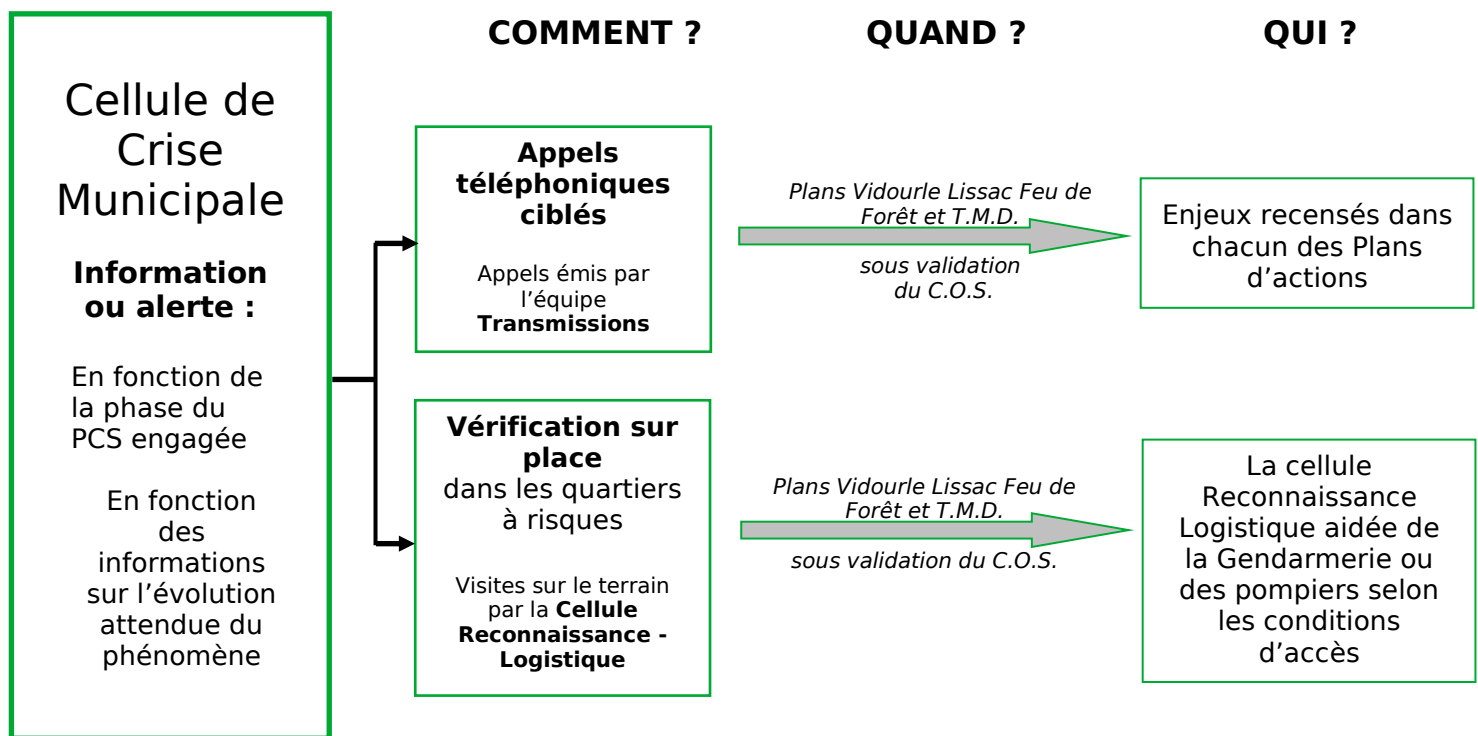 COMMENT ?
QUAND ?
QUI ?
Cellule de
Crise
Municipale
Information
ou alerte :
En fonction de
la phase du
PCS engagée
En fonction
des
informations
sur l’évolution
attendue du
phénomène
Appels
téléphoniques
ciblés
Appels émis par
l’équipe
Transmissions
Plans Vidourle Lissac Feu de
Forêt et T.M.D.
sous validation
du C.O.S.
Enjeux recensés dans
chacun des Plans
d’actions
Vérification sur
place
dans les quartiers
à risques
Visites sur le terrain
par la Cellule
Reconnaissance -
Logistique
Plans Vidourle Lissac Feu de
Forêt et T.M.D.
sous validation du C.O.S.
La cellule
Reconnaissance
Logistique aidée de
la Gendarmerie ou
des pompiers selon
les conditions
d’accès